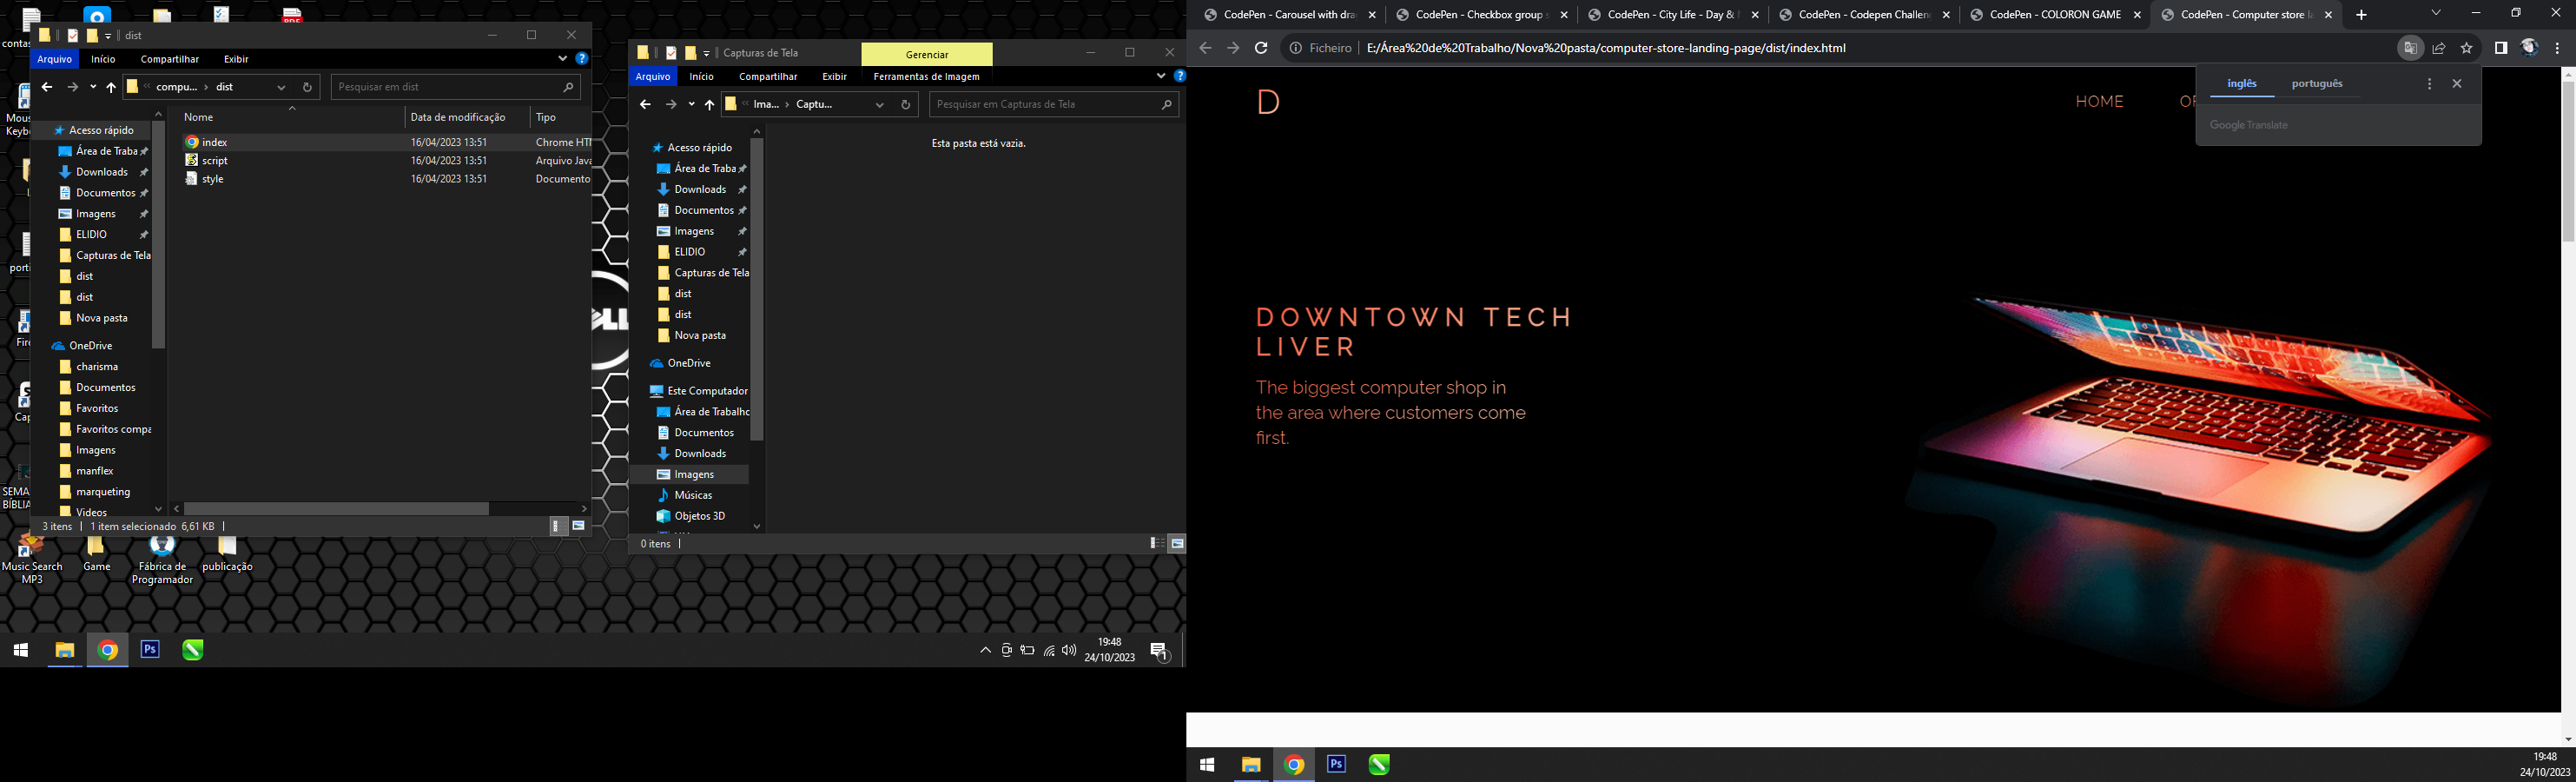 dist
Arquivo Início Compartilhar Exibir
compu... dist
Pesquisar em dist
Nome Data de modificação Tipo
index 16/04/2023 13:51 Chrome HT
script 16/04/2023 13:51 Arquivo Java
style 16/04/2023 13:51 Documento
Acesso rápido
Área de Traba
Downloads
Documentos
Imagens
ELIDIO
Capturas de Tela
dist
dist
Nova pasta
OneDrive
charisma
Documentos
Favoritos
Favoritos compa
Imagens
manflex
marqueting
Videos
3 itens 1 item selecionado 6,61 KB
contas
Mous
Keybo
porti
Fire
Cap
SEMA
BÍBLIA
Music Search MP3
Game
Fábrica de Programador
publicação
Capturas de Tela
Gerenciar
Arquivo Início Compartilhar Exibir Ferramentas de Imagem
Ima... Captu...
Pesquisar em Capturas de Tela
Esta pasta está vazia.
Acesso rápido
Área de Traba
Downloads
Documentos
Imagens
ELIDIO
Capturas de Tela
dist
dist
Nova pasta
OneDrive
Este Computador
Área de Trabalho
Documentos
Downloads
Imagens
Músicas
Objetos 3D
0 itens
Ps
19:48
24/10/2023
1
CodePen - Carousel with dra
CodePen - Checkbox group s
CodePen - City Life - Day & N
CodePen - Codepen Challen
CodePen - COLORON GAME
CodePen - Computer store la
Ficheiro E:/Área%20de%20Trabalho/Nova%20pasta/computer-store-landing-page/dist/index.html
inglês português
Google Translate
D
HOME
OF
DOWNTOWN TECH
LIVER
The biggest computer shop in
the area where customers come
first.
Ps
19:48
24/10/2023